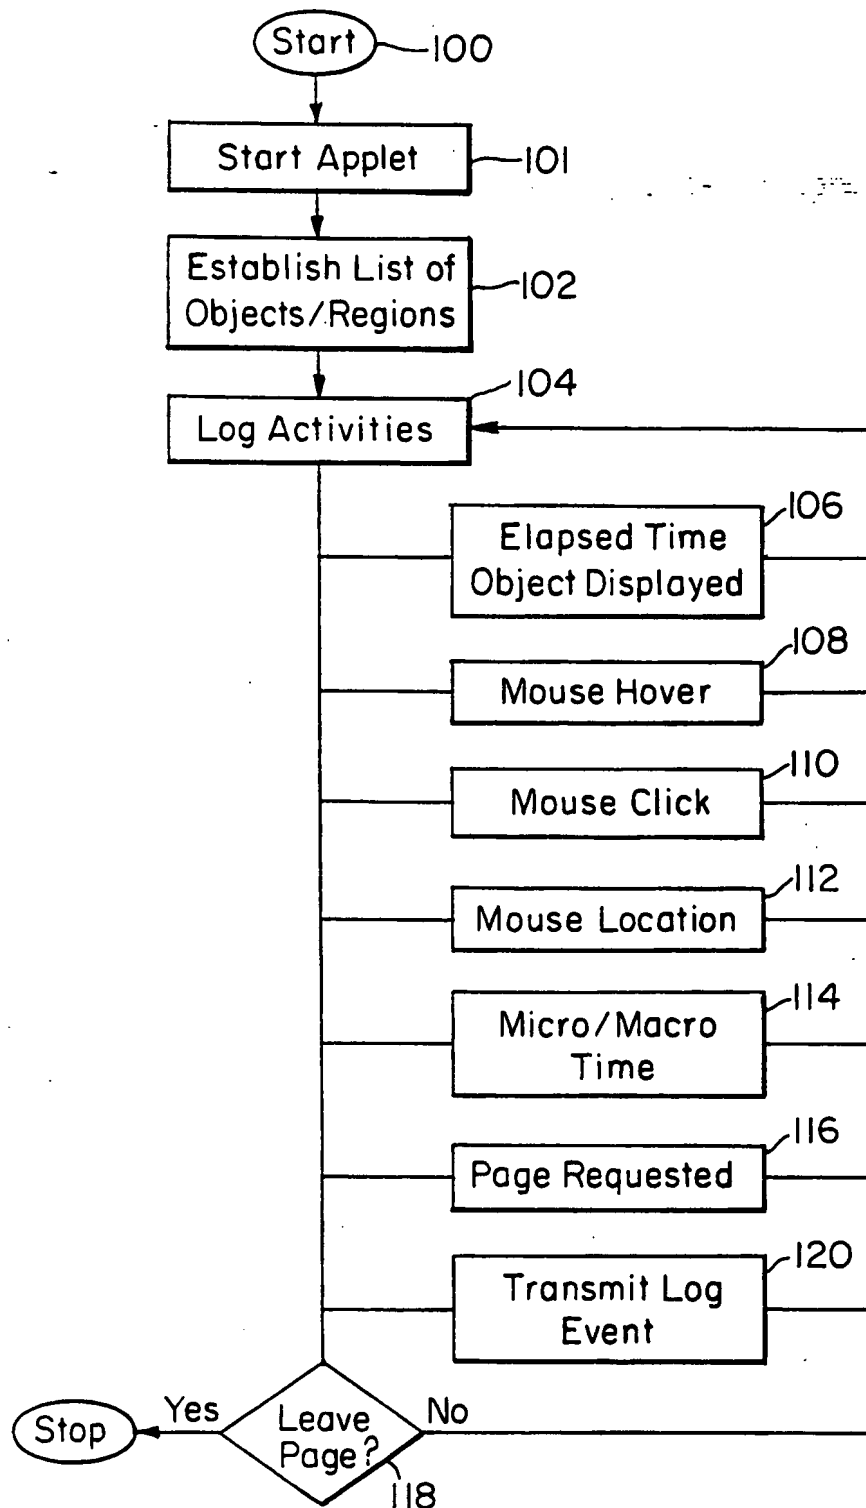 Start
100
Start Applet
101
Establish List of
Objects/Regions
102
104
Log Activities
106
Elapsed Time
Object Displayed
108
Mouse Hover
110
Mouse Click
112
Mouse Location
114
Micro/Macro
Time
116
Page Requested
120
Transmit Log
Event
Stop
Yes
Leave
Page?
No
118